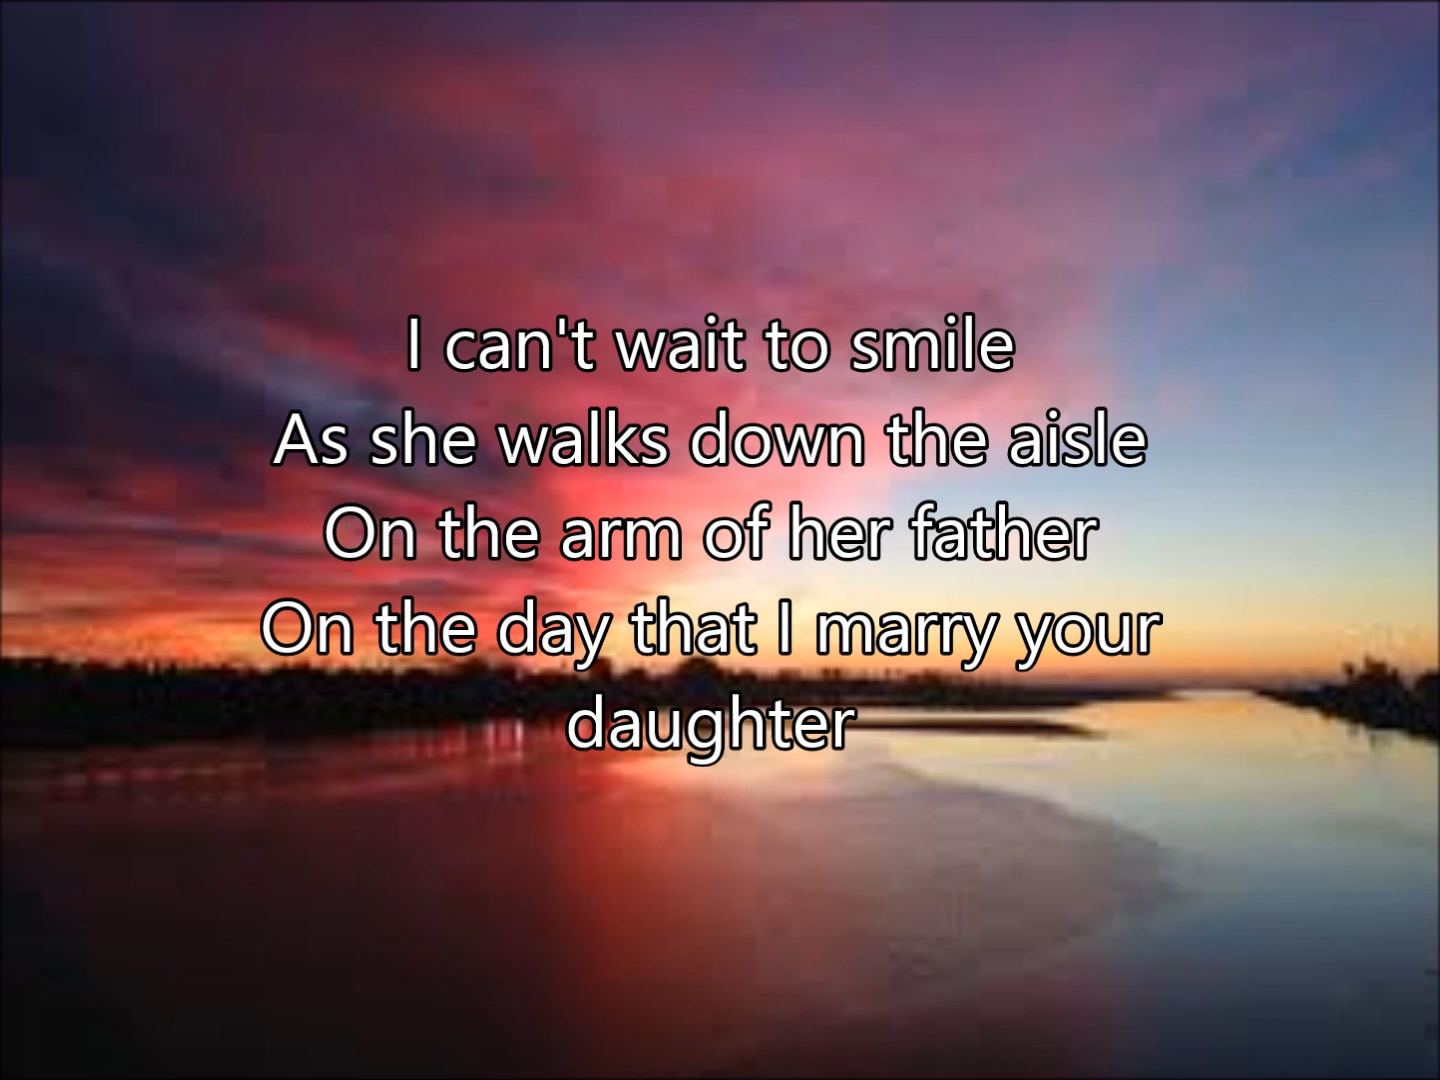 I can't wait to smile
As she walks down the aisle
On the arm of her father
On the day that I marry your
daughter